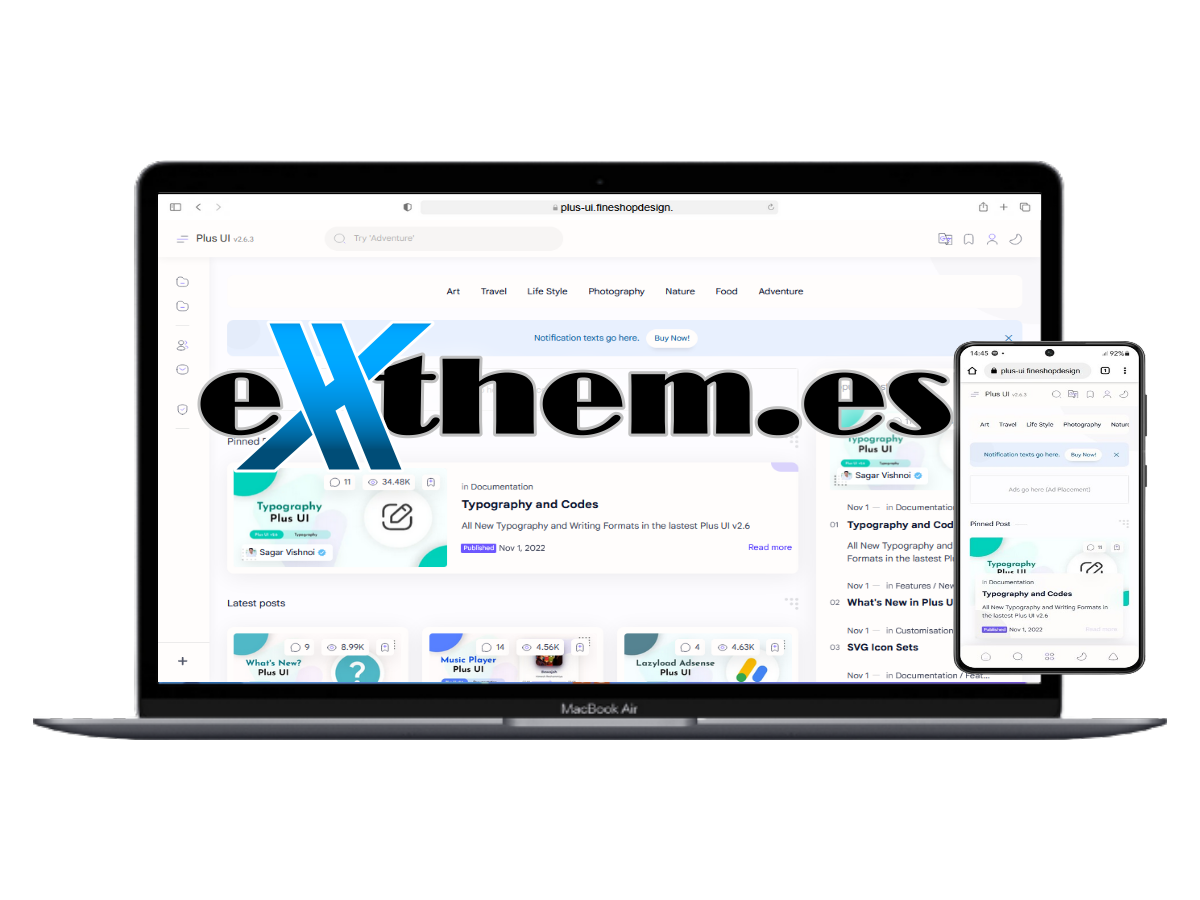 plus-ui.fineshopdesign.
Plus UI v2.6.3
Try 'Adventure'
Art Travel Life Style Photography Nature Food Adventure
Notification texts go here. Buy Now!
eXthem.es
Pinned
11 34.48K
Typography
Plus UI
Plus UI v2.6 Typography
Sagar Vishnoi
in Documentation
Typography and Codes
All New Typography and Writing Formats in the lastest Plus UI v2.6
Published Nov 1, 2022
Read more
Latest posts
9 8.99K
What's New?
Plus UI
14 4.56K
Music Player
Plus UI
4 4.63K
Lazyload Adsense
Plus UI
Typography
Plus UI
Sagar Vishnoi
Nov 1 — in Documentatio
01 Typography and Cod
All New Typography and
Formats in the lastest Pl
Nov 1 — in Features / New
02 What's New in Plus U
Nov 1 — in Customisation
03 SVG Icon Sets
Nov 1 — in Documentation / Feat...
MacBook Air
14:45 92%
plus-ui fineshopdesign 1
Plus UI v2.6.3
Art Travel Life Style Photography Nature
Notification texts go here. Buy Now!
Ads go here (Ad Placement)
Pinned Post
11
Typography
Plus UI
in Documentation
Typography and Codes
All New Typography and Writing Formats in
the lastest Plus UI v2.6
Published Nov 1, 2022
Read more